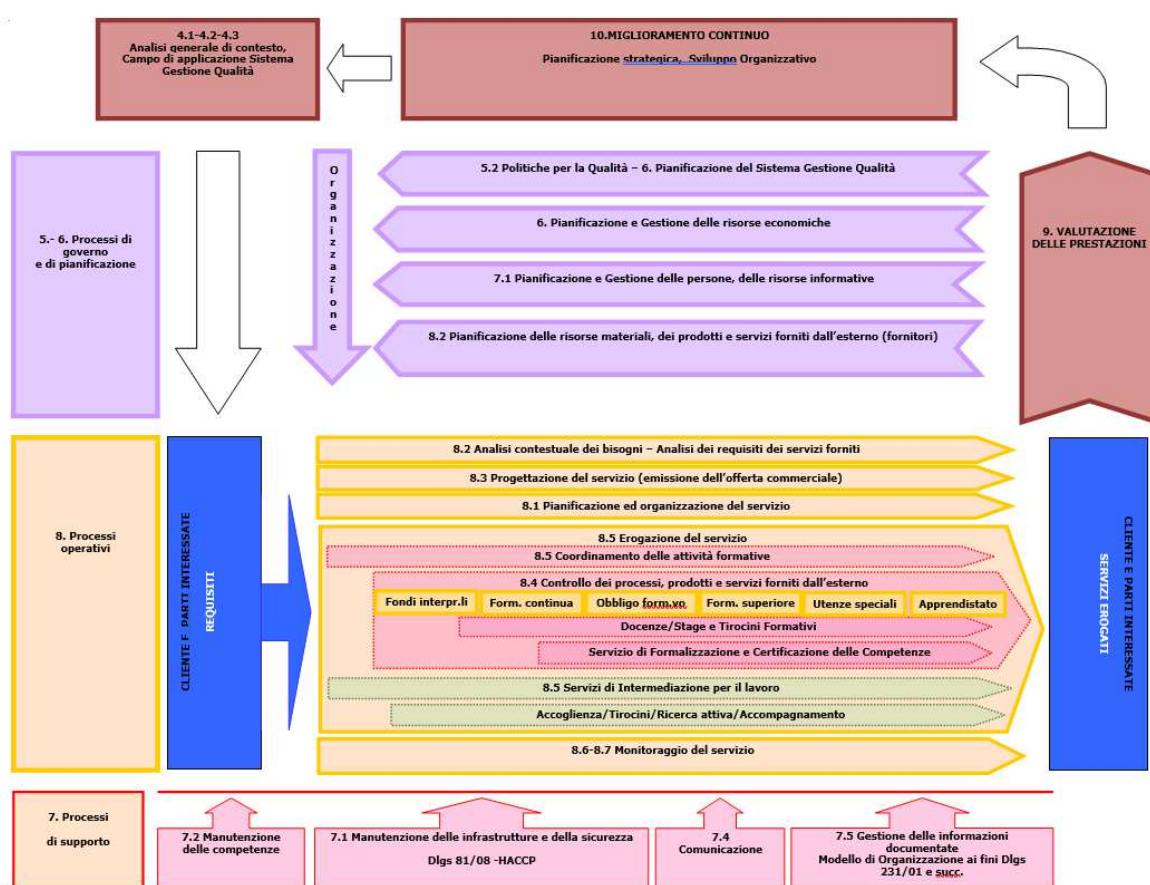 4.1-4.2-4.3
Analisi generale di contesto,
Campo di applicazione Sistema
Gestione Qualità
10.MIGLIORAMENTO CONTINUO
Pianificazione strategica, Sviluppo Organizzativo
5.- 6. Processi di
governo
e di pianificazione
Organizzazione
5.2 Politiche per la Qualità – 6. Pianificazione del Sistema Gestione Qualità
6. Pianificazione e Gestione delle risorse economiche
7.1 Pianificazione e Gestione delle persone, delle risorse informative
8.2 Pianificazione delle risorse materiali, dei prodotti e servizi forniti dall’esterno (fornitori)
9. VALUTAZIONE
DELLE PRESTAZIONI
8. Processi
operativi
CLIENTE E PARTI INTERESSATE
REQUISITI
8.2 Analisi contestuale dei bisogni – Analisi dei requisiti dei servizi forniti
8.3 Progettazione del servizio (emissione dell’offerta commerciale)
8.1 Pianificazione ed organizzazione del servizio
8.5 Erogazione del servizio
8.5 Coordinamento delle attività formative
8.4 Controllo dei processi, prodotti e servizi forniti dall’esterno
Fondi interpr.li
Form. continua
Obbligo form.vo
Form. superiore
Utenze speciali
Apprendistato
Docenze/Stage e Tirocini Formativi
Servizio di Formalizzazione e Certificazione delle Competenze
8.5 Servizi di Intermediazione per il lavoro
Accoglienza/Tirocini/Ricerca attiva/Accompagnamento
8.6-8.7 Monitoraggio del servizio
CLIENTE E PARTI INTERESSATE
SERVIZI EROGATI
7. Processi
di supporto
7.2 Manutenzione
delle competenze
7.1 Manutenzione delle infrastrutture e della sicurezza
Dlgs 81/08 -HACCP
7.4
Comunicazione
7.5 Gestione delle informazioni
documentate
Modello di Organizzazione ai fini Dlgs
231/01 e succ.